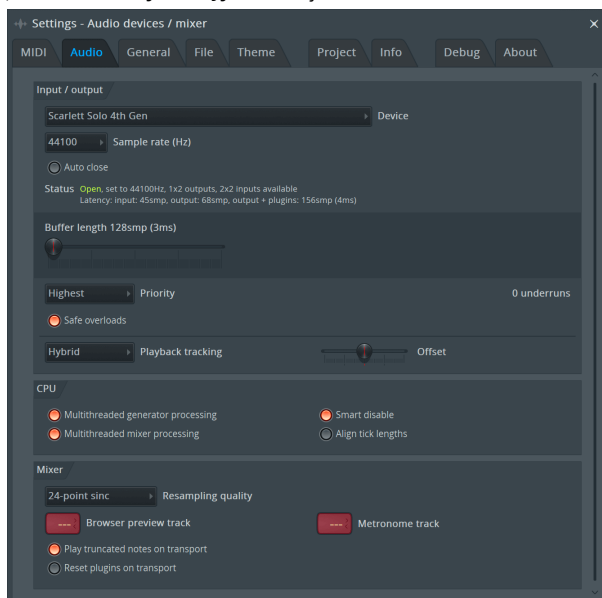 Settings - Audio devices / mixer
MIDI Audio General File Theme Project Info Debug About
Input / output
Scarlett Solo 4th Gen Device
44100 Sample rate (Hz)
Auto close
Status Open, set to 44100Hz, 1x2 outputs, 2x2 inputs available
Latency: input: 45smp, output: 68smp, output + plugins: 156smp (4ms)
Buffer length 128smp (3ms)
Highest Priority 0 underruns
Safe overloads
Hybrid Playback tracking Offset
CPU
Multithreaded generator processing Smart disable
Multithreaded mixer processing Align tick lengths
Mixer
24-point sinc Resampling quality
--- Browser preview track --- Metronome track
Play truncated notes on transport
Reset plugins on transport